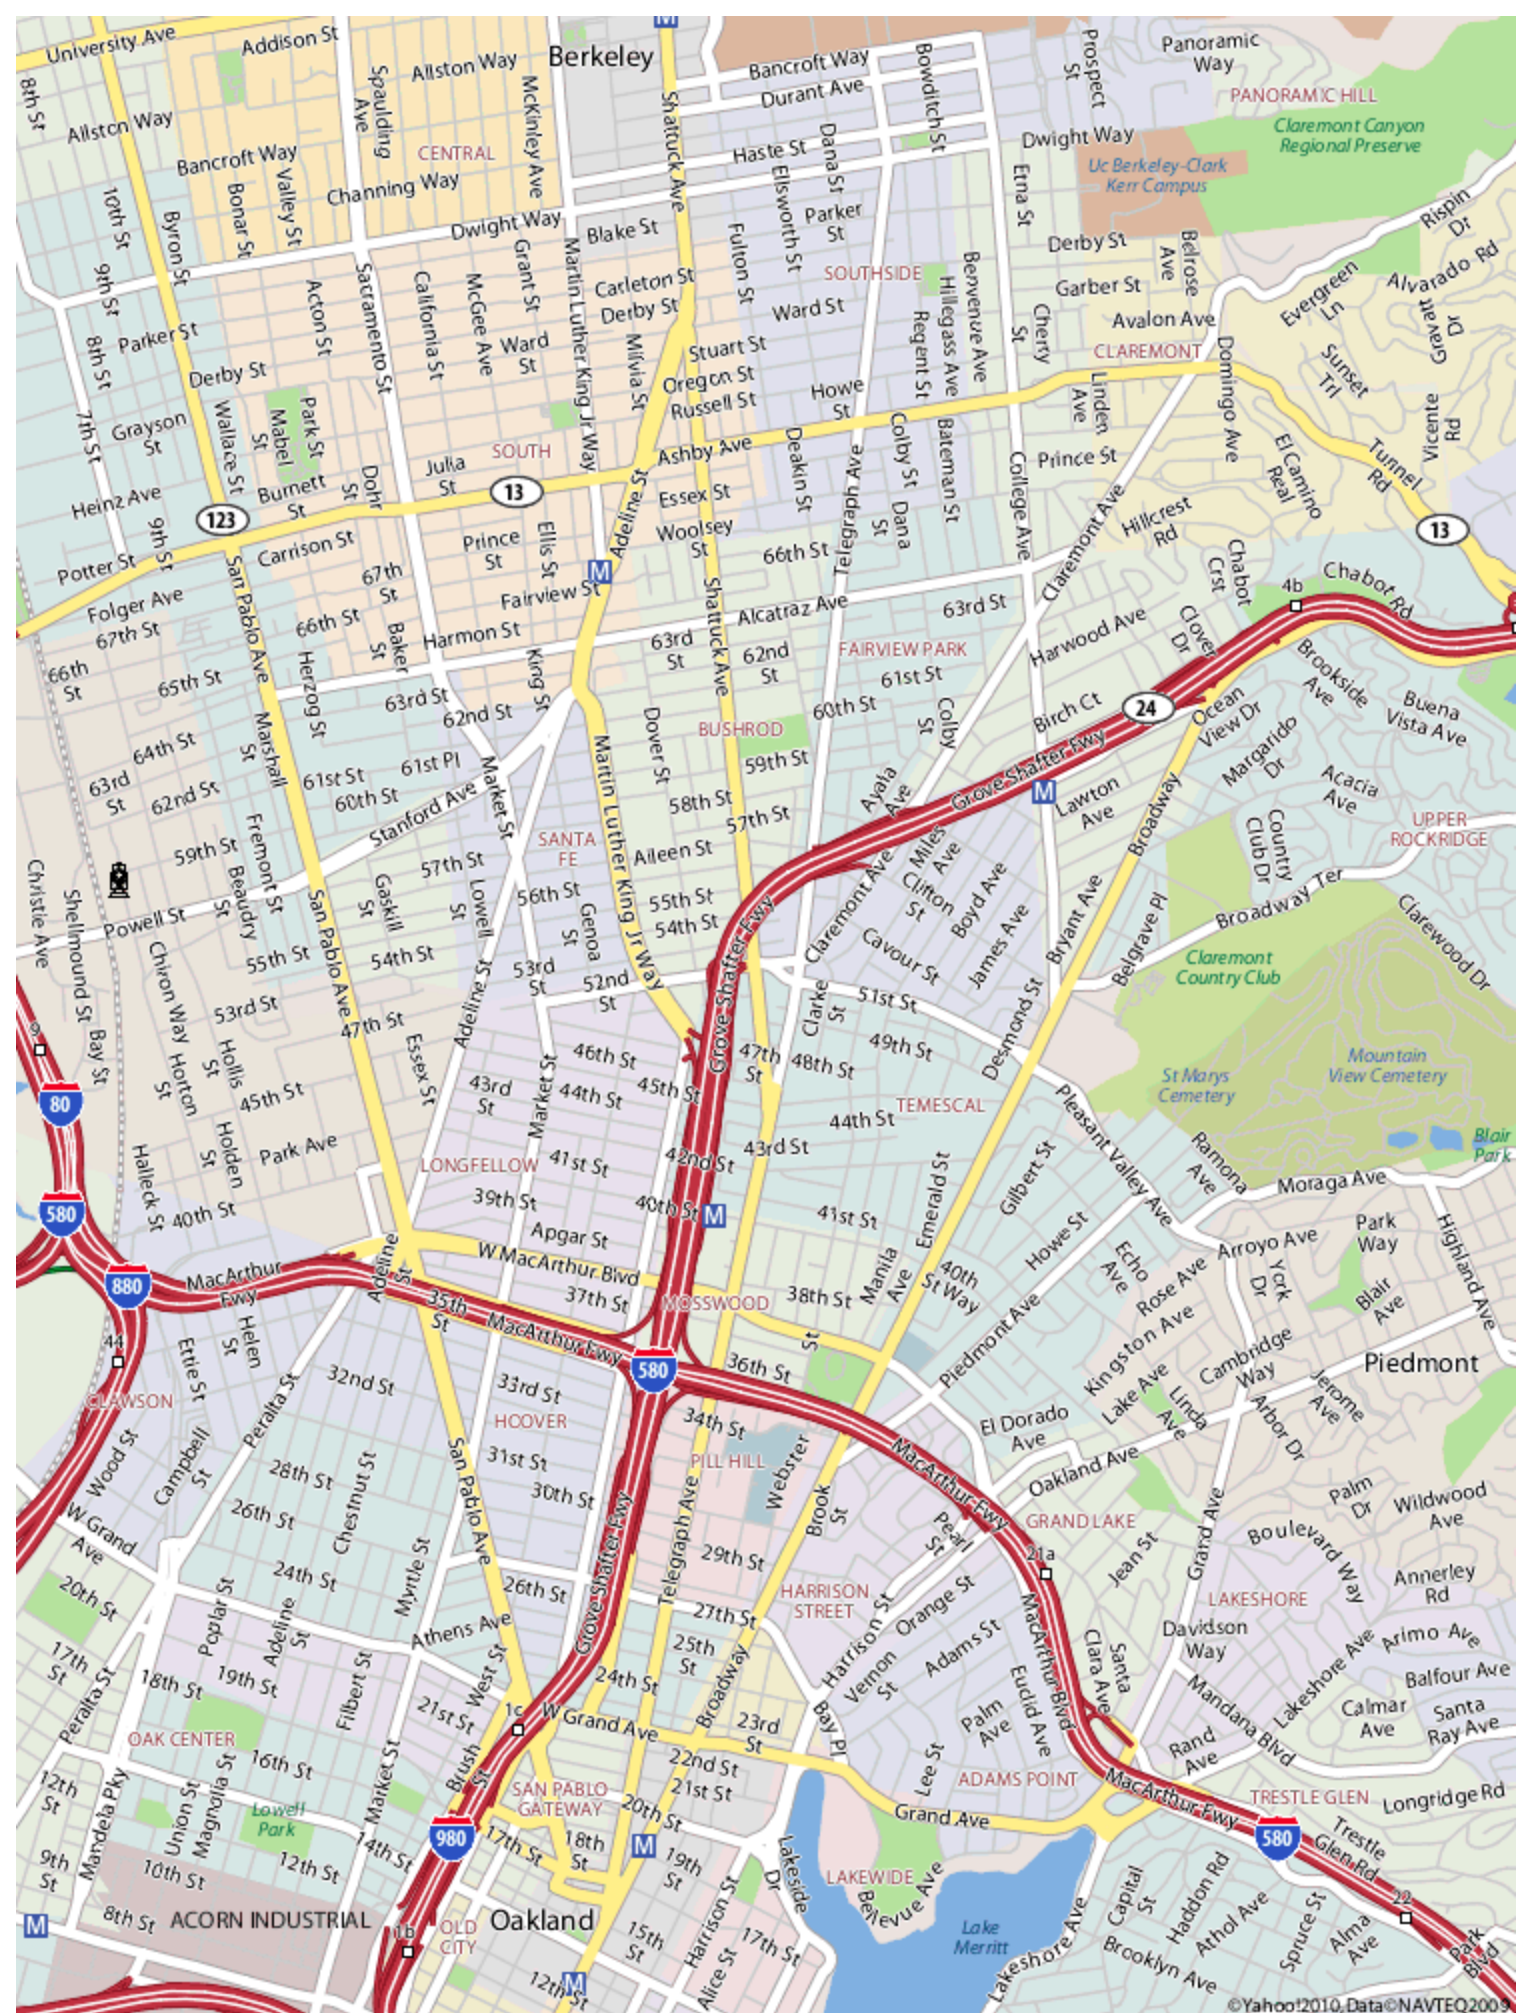 University Ave
Addison St
Allston Way
Berkeley
Bancroft Way
Durant Ave
Bowditch St
Prospect St
Panoramic Way
PANORAMIC HILL
Claremont Canyon
Regional Preserve
8th St
Spaulding Ave
McKinley Ave
Shattuck Ave
Allston Way
CENTRAL
Haste St
Dana St
Dwight Way
Uc Berkeley-Clark
Kerr Campus
Bancroft Way
Channing Way
Bonar St
Valley St
10th St
Byron St
Dwight Way
Blake St
Ellsworth St
Parker St
Etna St
Rispin Dr
Derby St
Belrose Ave
9th St
Sacramento St
Acton St
California St
McGee Ave
Grant St
Martin Luther King Jr Way
Carleton St
Derby St
Fulton St
SOUTHSIDE
Ward St
Hillegass Ave
Benvenue Ave
Regent St
Garber St
Avalon Ave
Cherry St
Evergreen Ln
Alvarado Rd
Gravatt Dr
Parker St
8th St
Ward St
Milvia St
Stuart St
Oregon St
Russell St
CLAREMONT
Domingo Ave
Sunset Trl
Derby St
7th St
Grayson St
Wallace St
Mabel St
Park St
Howe St
Linden Ave
Vicente Rd
SOUTH
Ashby Ave
Deakin St
Colby St
Bateman St
College Ave
Prince St
El Camino Real
Tunnel Rd
Julia St
Dohr St
Burnett St
Heinz Ave
13
Essex St
Woolsey St
Adeline St
Telegraph Ave
Dana St
Claremont Ave
Hillcrest Rd
13
123
9th St
Carrison St
Prince St
Ellis St
66th St
Potter St
Folger Ave
67th St
San Pablo Ave
67th St
66th St
M
Fairview St
Shattuck Ave
Alcatraz Ave
63rd St
Chabot Crst
4b
Chabot Rd
Harmon St
Baker St
King St
63rd St
62nd St
FAIRVIEW PARK
Harwood Ave
Clover Dr
66th St
65th St
Herzog St
63rd St
62nd St
61st St
60th St
Colby St
Birch Ct
24
Ocean View Dr
Brookside Ave
Buena Vista Ave
64th St
Marshall St
61st Pl
Dover St
BUSHROD
59th St
Margarido Dr
Acacia Ave
63rd St
62nd St
61st St
60th St
Market St
Stanford Ave
58th St
57th St
Ayala Ave
Grove Shafter Fwy
M
Lawton Ave
Broadway
Country Club Dr
UPPER
ROCKRIDGE
SANTA
FE
Martin Luther King Jr Way
Aileen St
Miles Ave
59th St
Fremont St
Beaudry St
57th St
Christie Ave
Shellmound St
Powell St
Gaskill St
Lowell St
56th St
Genoa St
55th St
54th St
Claremont Ave
Clifton St
Boyd Ave
James Ave
Cavour St
Bryant Ave
Belgrave Pl
Broadway Ter
Clarewood Dr
Claremont
Country Club
San Pablo Ave
Chiron Way
55th St
54th St
53rd St
52nd St
Grove Shafter Fwy
51st St
Clarke St
49th St
Desmond St
53rd St
47th St
Adeline St
Essex St
Bay St
Horton St
Hollis St
45th St
46th St
45th St
44th St
43rd St
Market St
47th St
48th St
44th St
TEMESCAL
St Marys
Cemetery
Mountain
View Cemetery
Blair
Park
9
80
Halleck St
Holden St
Park Ave
LONGFELLOW
41st St
42nd St
43rd St
Pleasant Valley Ave
Ramona Ave
Moraga Ave
580
40th St
39th St
Apgar St
40th St
M
41st St
Emerald St
Gilbert St
Howe St
Park Way
Highland Ave
Arroyo Ave
880
MacArthur Fwy
Adeline St
W MacArthur Blvd
37th St
35th St
MOSSWOOD
38th St
Manila Ave
40th St Way
Echo Ave
Rose Ave
York Dr
Blair Ave
Piedmont Ave
Kingston Ave
MacArthur Fwy
580
36th St
St
44
Ettie St
Helen St
CLAWSON
Peralta St
32nd St
33rd St
HOOVER
34th St
Cambridge Way
Piedmont
Lake Ave
Linda Ave
Arbor Dr
Jerome Ave
El Dorado Ave
Oakland Ave
Wood St
Campbell St
28th St
Chestnut St
San Pablo Ave
31st St
30th St
PILL HILL
Webster
Brook St
MacArthur Fwy
Palm Dr
Wildwood Ave
W Grand Ave
26th St
Grove Shafter Fwy
Telegraph Ave
Pearl St
21a
GRAND LAKE
Jean St
Grand Ave
Boulevard Way
Annerley Rd
20th St
24th St
Myrtle St
26th St
29th St
HARRISON
STREET
LAKESHORE
Poplar St
Adeline St
Athens Ave
27th St
25th St
Harrison St
Orange St
Vernon St
Adams St
Euclid Ave
MacArthur Blvd
Santa Clara Ave
Davidson Way
Arimo Ave
Lakeshore Ave
Balfour Ave
17th St
Peralta St
18th St
19th St
Filbert St
West St
21st St
24th St
Broadway
Bay Pl
Palm Ave
Mandana Blvd
Calmar Ave
Santa Ray Ave
OAK CENTER
16th St
1c
W Grand Ave
23rd St
22nd St
21st St
Lee St
ADAMS POINT
Rand Ave
12th St
Mandela Pky
Union St
Magnolia St
Lowell
Park
Market St
Brush St
SAN PABLO
GATEWAY
20th St
Grand Ave
MacArthur Fwy
TRESTLE GLEN
Longridge Rd
980
17th St
18th St
M
19th St
Lakeside Dr
580
Trestle Glen Rd
9th St
10th St
12th St
14th St
LAKEWIDE
Bellevue Ave
22
Capital St
Haddon Rd
Athol Ave
Spruce St
Alma Ave
M
8th St
ACORN INDUSTRIAL
1b
OLD
CITY
Oakland
15th St
Harrison St
17th St
Alice St
12th St
M
Lake
Merritt
Lakeshore Ave
Brooklyn Ave
Park Blvd
©Yahoo!2010, Data©NAVTEQ2009